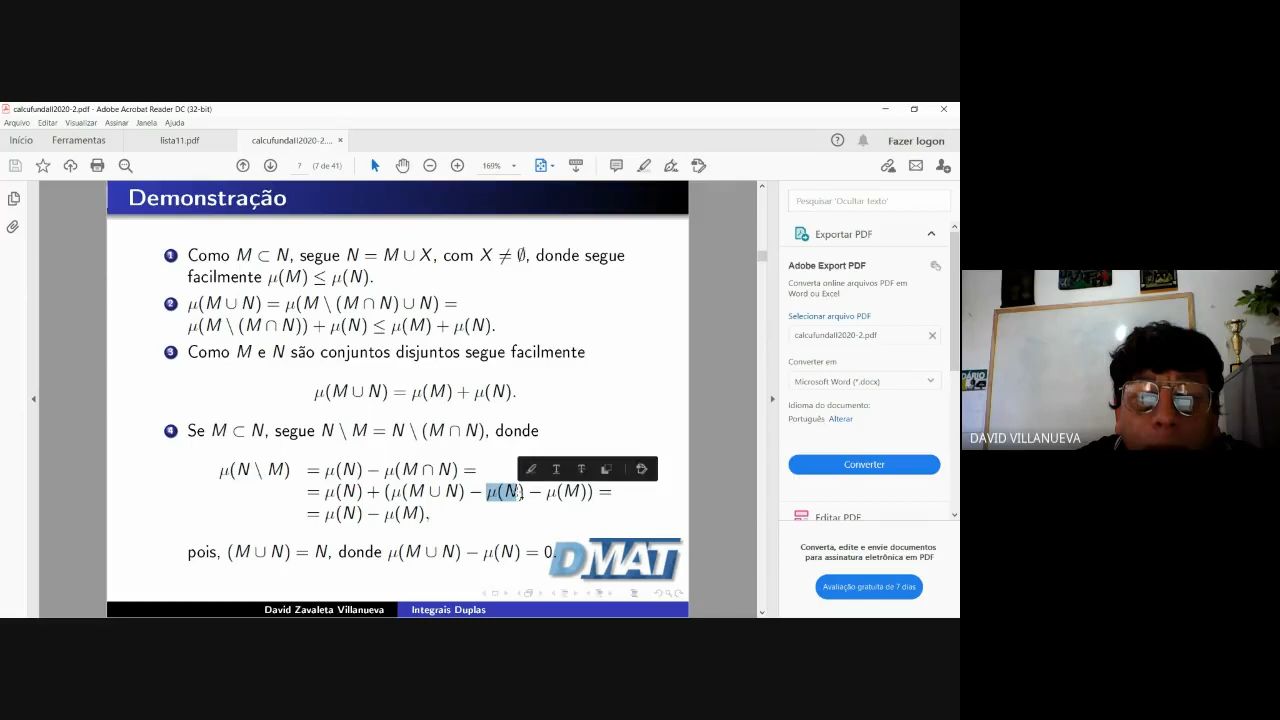 calcufundaII2020-2.pdf - Adobe Acrobat Reader DC (32-bit)
Arquivo Editar Visualizar Assinar Janela Ajuda
Início Ferramentas lista11.pdf calcufundaII2020-2.... × Fazer logon
7 (7 de 41) 169%
Demonstração
1 Como M ⊂ N, segue N = M ∪ X, com X ≠ ∅, donde segue
facilmente μ(M) ≤ μ(N).
2 μ(M ∪ N) = μ(M \ (M ∩ N) ∪ N) =
μ(M \ (M ∩ N)) + μ(N) ≤ μ(M) + μ(N).
3 Como M e N são conjuntos disjuntos segue facilmente
μ(M ∪ N) = μ(M) + μ(N).
4 Se M ⊂ N, segue N \ M = N \ (M ∩ N), donde
μ(N \ M) = μ(N) − μ(M ∩ N) =
= μ(N) + (μ(M ∪ N) − μ(N) − μ(M)) =
= μ(N) − μ(M),
pois, (M ∪ N) = N, donde μ(M ∪ N) − μ(N) = 0.
DMAT
David Zavaleta Villanueva Integrais Duplas
Pesquisar 'Ocultar texto'
Exportar PDF
Adobe Export PDF
Converta online arquivos PDF em
Word ou Excel
Selecionar arquivo PDF
calcufundaII2020-2.pdf
Converter em
Microsoft Word (*.docx)
Idioma do documento:
Português Alterar
Converter
Editar PDF
Converta, edite e envie documentos
para assinatura eletrônica em PDF
Avaliação gratuita de 7 dias
DAVID VILLANUEVA